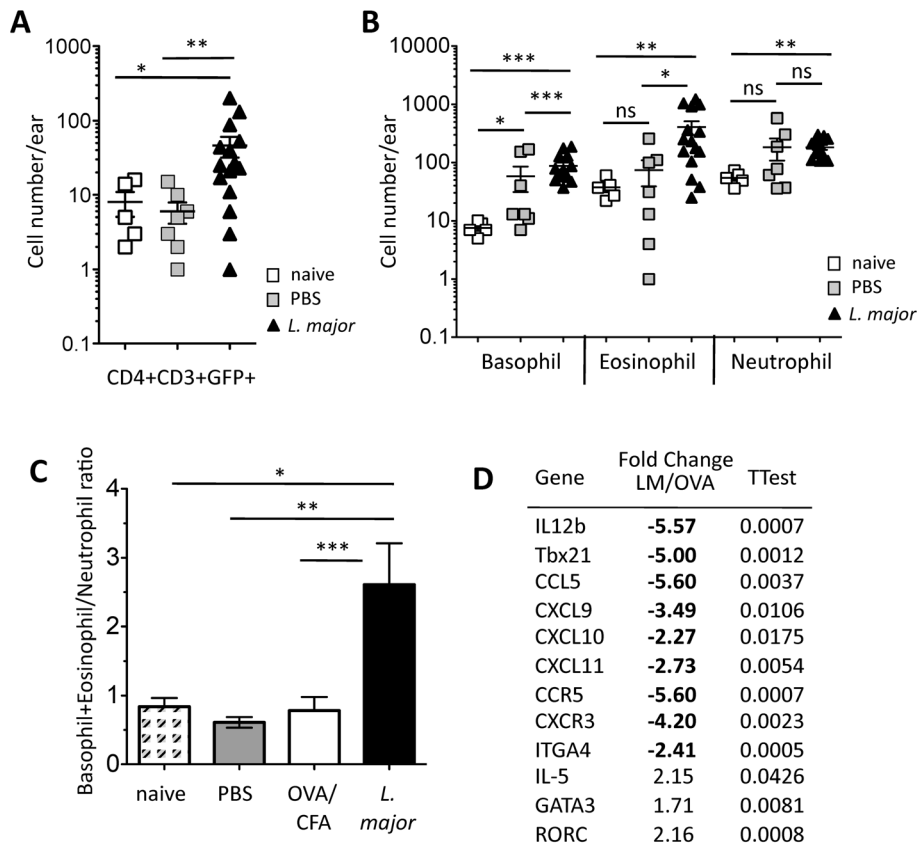 A
Cell number/ear
1000
100
10
1
0.1
*
**
CD4+CD3+GFP+
naive
PBS
L. major
B
Cell number/ear
10000
1000
100
10
1
0.1
***
*
***
**
ns
*
**
ns
ns
Basophil
Eosinophil
Neutrophil
naive
PBS
L. major
C
Basophil+Eosinophil/Neutrophil ratio
4
3
2
1
0
*
**
***
naive
PBS
OVA/
CFA
L.
major
D
Gene Fold Change LM/OVA TTest
IL12b -5.57 0.0007
Tbx21 -5.00 0.0012
CCL5 -5.60 0.0037
CXCL9 -3.49 0.0106
CXCL10 -2.27 0.0175
CXCL11 -2.73 0.0054
CCR5 -5.60 0.0007
CXCR3 -4.20 0.0023
ITGA4 -2.41 0.0005
IL-5 2.15 0.0426
GATA3 1.71 0.0081
RORC 2.16 0.0008